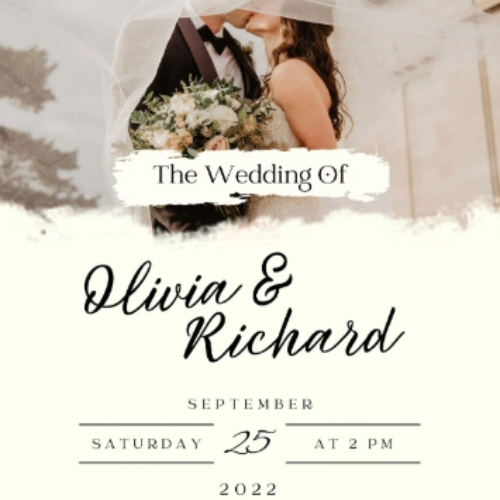 The Wedding Of
Olivia &
Richard
SEPTEMBER
SATURDAY 25 AT 2 PM
2022